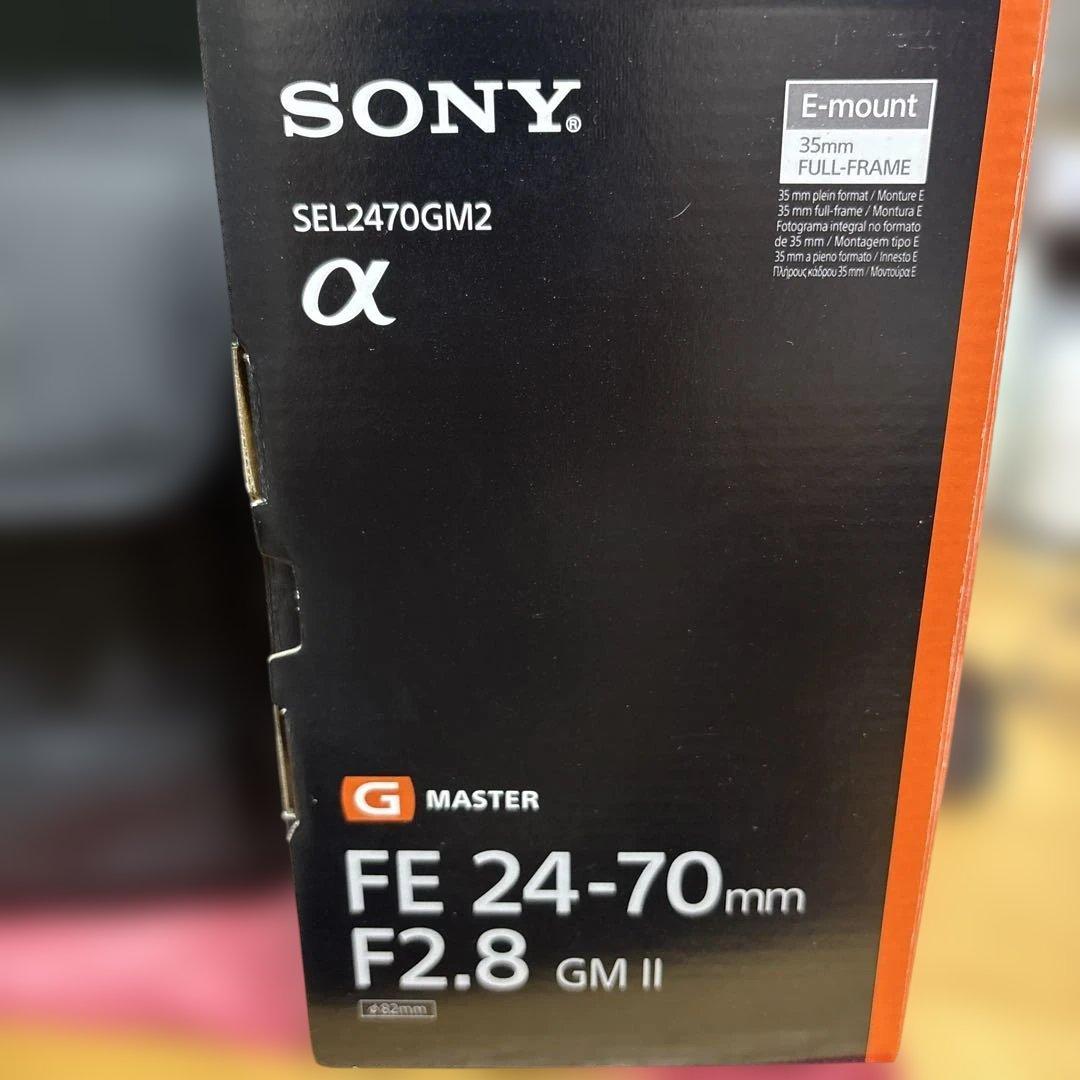 SONY®
E-mount
35mm
FULL-FRAME
35 mm plein format / Monture E
35 mm full-frame / Montura E
Fotograma integral no formato
de 35 mm / Montagem tipo E
35 mm a pieno formato / Innesto E
Πλήρους κάδρου 35 mm / Μοντούρα E
SEL2470GM2
α
G MASTER
FE 24-70mm
F2.8 GM II
ø82mm